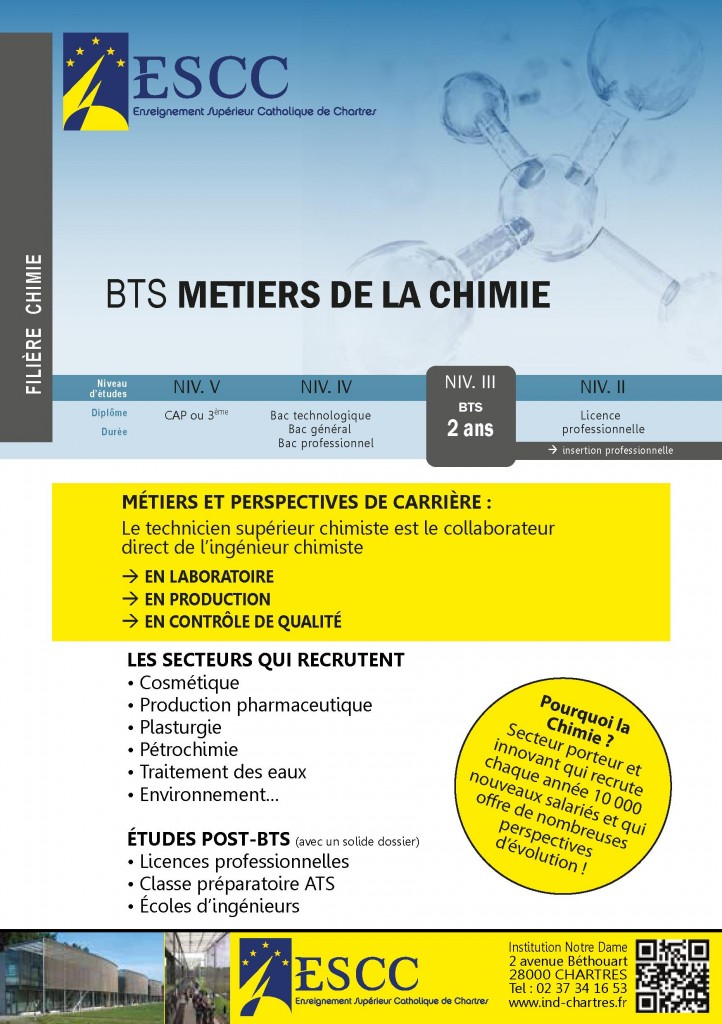 ESCC
Enseignement Supérieur Catholique de Chartres
FILIÈRE CHIMIE
BTS METIERS DE LA CHIMIE
Niveau
d'études
NIV. V
NIV. IV
NIV. III
NIV. II
Diplôme
Durée
CAP ou 3ème
Bac technologique
Bac général
Bac professionnel
BTS
2 ans
Licence
professionnelle
→ insertion professionnelle
MÉTIERS ET PERSPECTIVES DE CARRIÈRE :
Le technicien supérieur chimiste est le collaborateur
direct de l'ingénieur chimiste
→ EN LABORATOIRE
→ EN PRODUCTION
→ EN CONTRÔLE DE QUALITÉ
LES SECTEURS QUI RECRUTENT
• Cosmétique
• Production pharmaceutique
• Plasturgie
• Pétrochimie
• Traitement des eaux
• Environnement...
Pourquoi la
Chimie ?
Secteur porteur et
innovant qui recrute
chaque année 10 000
nouveaux salariés et qui
offre de nombreuses
perspectives
d'évolution !
ÉTUDES POST-BTS (avec un solide dossier)
• Licences professionnelles
• Classe préparatoire ATS
• Écoles d'ingénieurs
ESCC
Enseignement Supérieur Catholique de Chartres
Institution Notre Dame
2 avenue Béthouart
28000 CHARTRES
Tel : 02 37 34 16 53
www.ind-chartres.fr